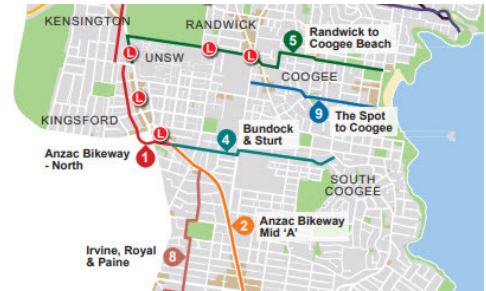 KENSINGTON
RANDWICK
5
Randwick to
Coogee Beach
L
L
L
UNSW
COOGEE
L
9
The Spot
to Coogee
KINGSFORD
L
4
Bundock
& Sturt
Anzac Bikeway
- North
1
SOUTH
COOGEE
2
Anzac Bikeway
Mid ‘A’
Irvine, Royal
& Paine
8